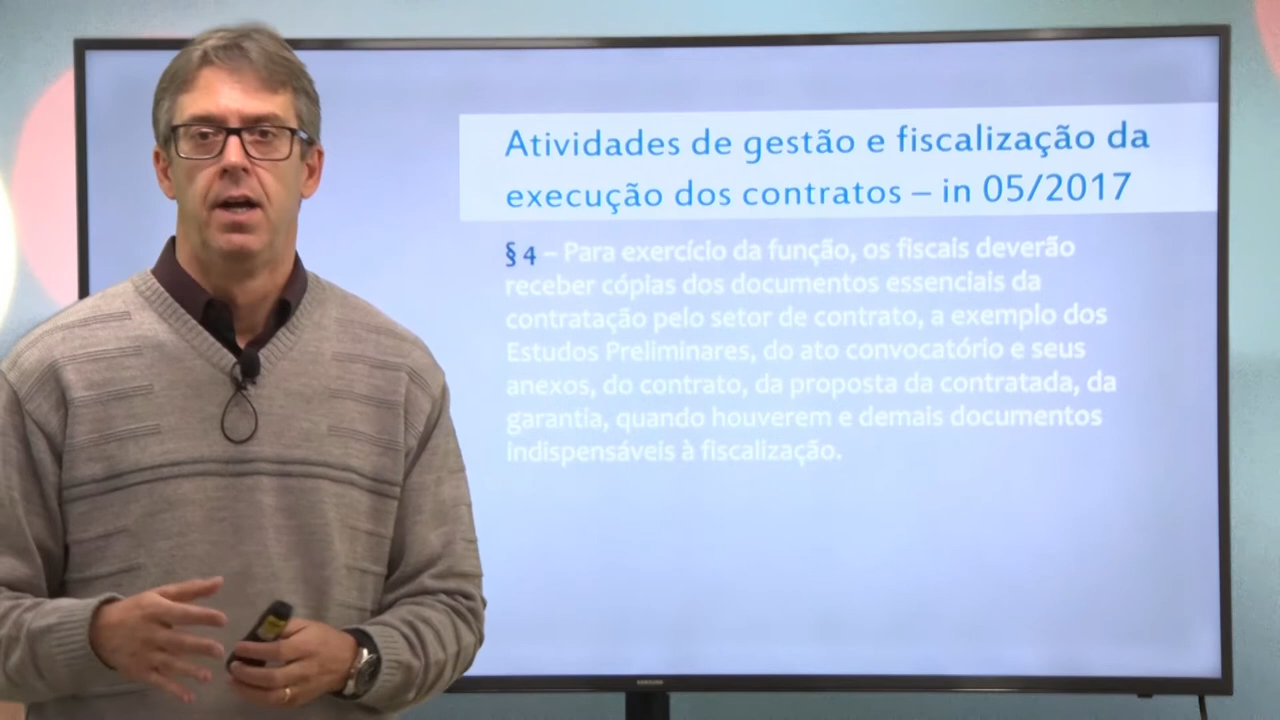 Atividades de gestão e fiscalização da
execução dos contratos – in 05/2017
§ 4 – Para exercício da função, os fiscais deverão
receber cópias dos documentos essenciais da
contratação pelo setor de contrato, a exemplo dos
Estudos Preliminares, do ato convocatório e seus
anexos, do contrato, da proposta da contratada, da
garantia, quando houverem e demais documentos
indispensáveis à fiscalização.
SAMSUNG